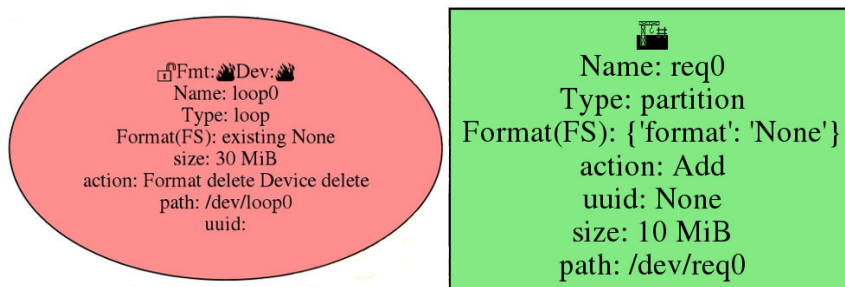 🔓Fmt:🔥Dev:🔥
Name: loop0
Type: loop
Format(FS): existing None
size: 30 MiB
action: Format delete Device delete
path: /dev/loop0
uuid:
🏗
Name: req0
Type: partition
Format(FS): {'format': 'None'}
action: Add
uuid: None
size: 10 MiB
path: /dev/req0